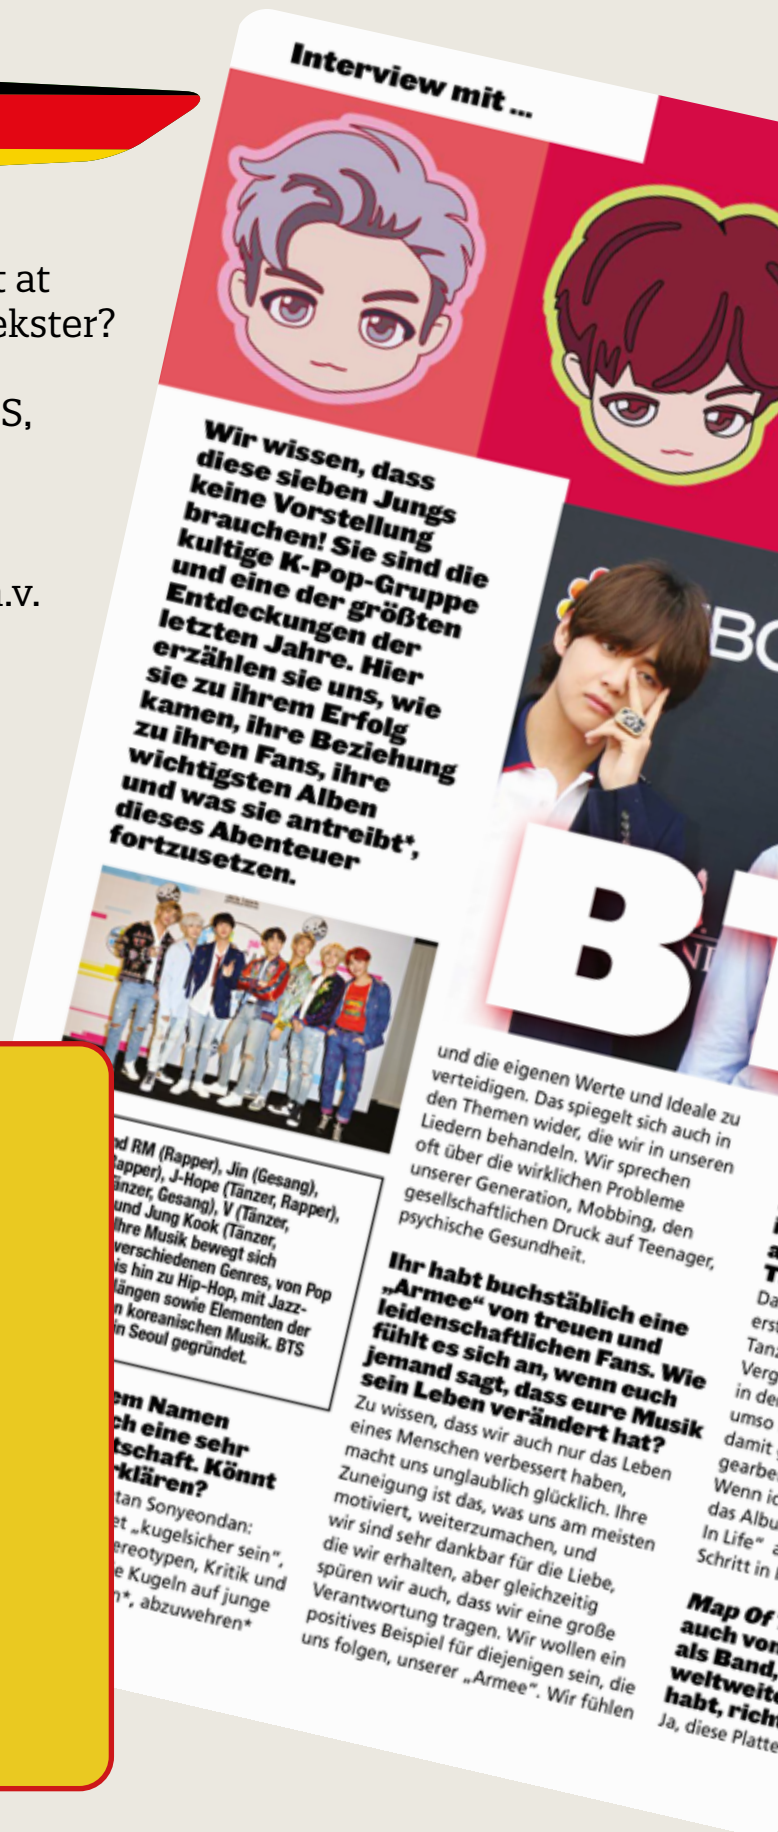 t at
ekster?
S,
.v.
Interview mit ...
Wir wissen, dass
diese sieben Jungs
keine Vorstellung
brauchen! Sie sind die
kultige K-Pop-Gruppe
und eine der größten
Entdeckungen der
letzten Jahre. Hier
erzählen sie uns, wie
sie zu ihrem Erfolg
kamen, ihre Beziehung
zu ihren Fans, ihre
wichtigsten Alben
und was sie antreibt*,
dieses Abenteuer
fortzusetzen.
BC
B
nd RM (Rapper), Jin (Gesang),
Rapper), J-Hope (Tänzer, Rapper),
änzer, Gesang), V (Tänzer,
und Jung Kook (Tänzer,
Ihre Musik bewegt sich
verschiedenen Genres, von Pop
is hin zu Hip-Hop, mit Jazz-
längen sowie Elementen der
n koreanischen Musik. BTS
in Seoul gegründet.
em Namen
ch eine sehr
tschaft. Könnt
rklären?
tan Sonyeondan:
et „kugelsicher sein“,
ereotypen, Kritik und
e Kugeln auf junge
n*, abzuwehren*
und die eigenen Werte und Ideale zu
verteidigen. Das spiegelt sich auch in
den Themen wider, die wir in unseren
Liedern behandeln. Wir sprechen
oft über die wirklichen Probleme
unserer Generation, Mobbing, den
gesellschaftlichen Druck auf Teenager,
psychische Gesundheit.
Ihr habt buchstäblich eine
„Armee“ von treuen und
leidenschaftlichen Fans. Wie
fühlt es sich an, wenn euch
jemand sagt, dass eure Musik
sein Leben verändert hat?
Zu wissen, dass wir auch nur das Leben
eines Menschen verbessert haben,
macht uns unglaublich glücklich. Ihre
Zuneigung ist das, was uns am meisten
motiviert, weiterzumachen, und
wir sind sehr dankbar für die Liebe,
die wir erhalten, aber gleichzeitig
spüren wir auch, dass wir eine große
Verantwortung tragen. Wir wollen ein
positives Beispiel für diejenigen sein, die
uns folgen, unserer „Armee“. Wir fühlen
Da
erst
Tanz
Verg
in de
umso
damit
gearbe
Wenn ic
das Albu
In Life“
Schritt in
Map Of
auch von
als Band,
weltweite
habt, rich
Ja, diese Platte